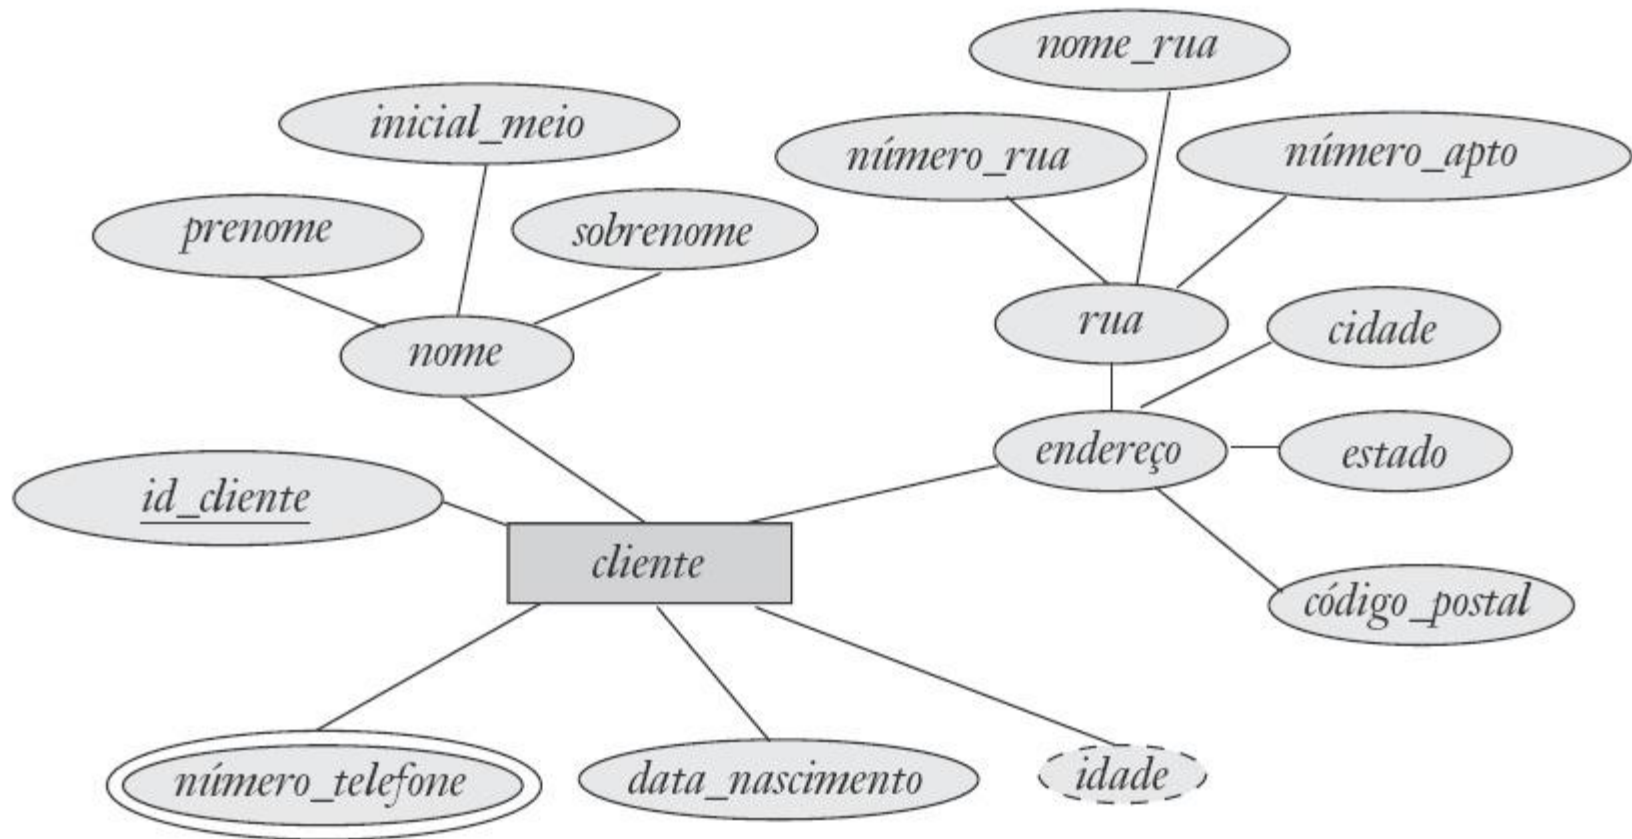 nome_rua
inicial_meio
número_rua
número_apto
prenome
sobrenome
rua
cidade
nome
endereço
estado
id_cliente
cliente
código_postal
número_telefone
data_nascimento
idade